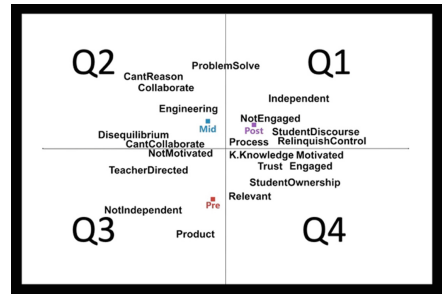 Q2
Q1
ProblemSolve
CantReason
Collaborate
Independent
Engineering
NotEngaged
Mid
Post
StudentDiscourse
Disequilibrium
RelinquishControl
CantCollaborate
Process
NotMotivated
K.Knowledge Motivated
TeacherDirected
Trust Engaged
StudentOwnership
Relevant
Pre
NotIndependent
Q3
Product
Q4